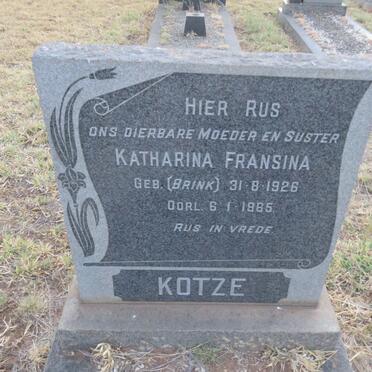 HIER RUS
ONS DIERBARE MOEDER EN SUSTER
KATHARINA FRANSINA
GEB. (BRINK) 31-8-1926
OORL. 6-1-1965
RUS IN VREDE
KOTZE